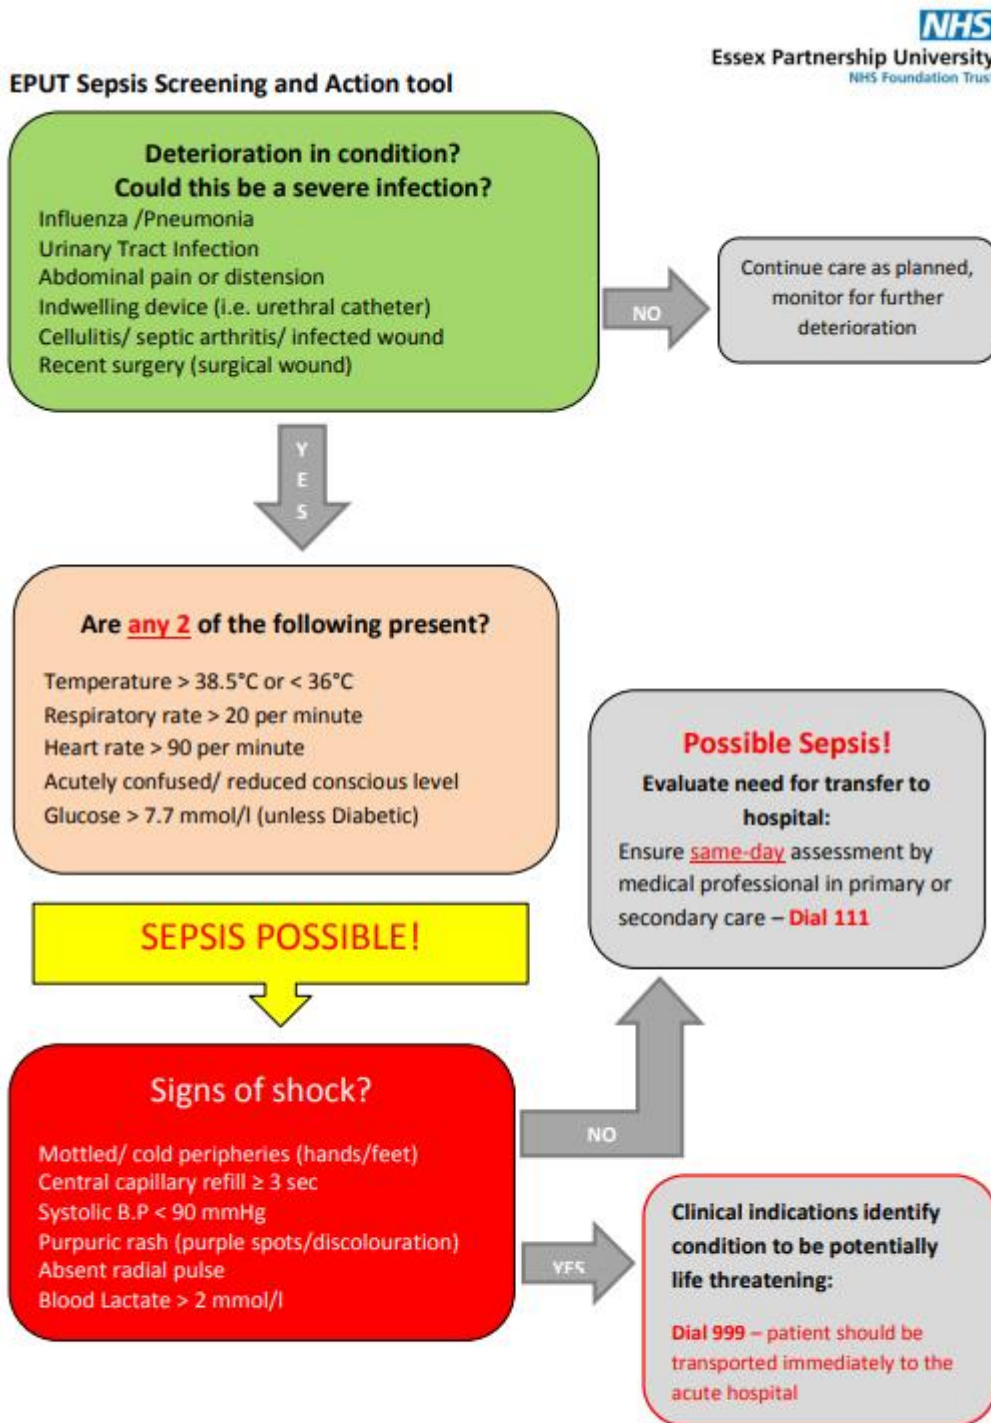 NHS
Essex Partnership University
NHS Foundation Trust
EPUT Sepsis Screening and Action tool
Deterioration in condition?
Could this be a severe infection?
Influenza /Pneumonia
Urinary Tract Infection
Abdominal pain or distension
Indwelling device (i.e. urethral catheter)
Cellulitis/ septic arthritis/ infected wound
Recent surgery (surgical wound)
NO
Continue care as planned,
monitor for further
deterioration
Y
E
S
Are any 2 of the following present?
Temperature > 38.5°C or < 36°C
Respiratory rate > 20 per minute
Heart rate > 90 per minute
Acutely confused/ reduced conscious level
Glucose > 7.7 mmol/l (unless Diabetic)
Possible Sepsis!
Evaluate need for transfer to
hospital:
Ensure same-day assessment by
medical professional in primary or
secondary care – Dial 111
SEPSIS POSSIBLE!
Signs of shock?
Mottled/ cold peripheries (hands/feet)
Central capillary refill ≥ 3 sec
Systolic B.P < 90 mmHg
Purpuric rash (purple spots/discolouration)
Absent radial pulse
Blood Lactate > 2 mmol/l
NO
YES
Clinical indications identify
condition to be potentially
life threatening:
Dial 999 – patient should be
transported immediately to the
acute hospital